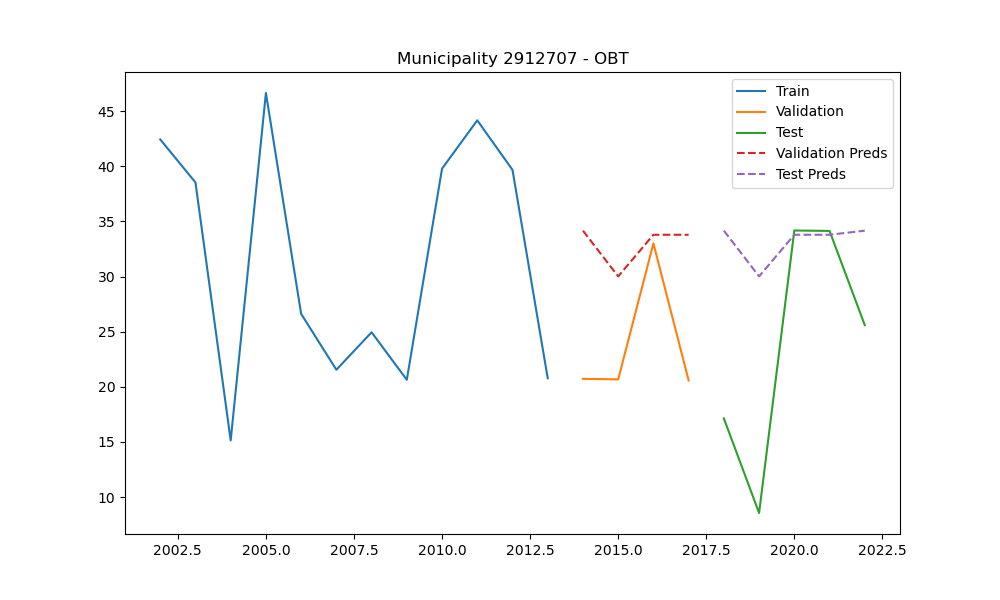 Municipality 2912707 - OBT
Train
Validation
Test
Validation Preds
Test Preds
45
40
35
30
25
20
15
10
2002.5 2005.0 2007.5 2010.0 2012.5 2015.0 2017.5 2020.0 2022.5